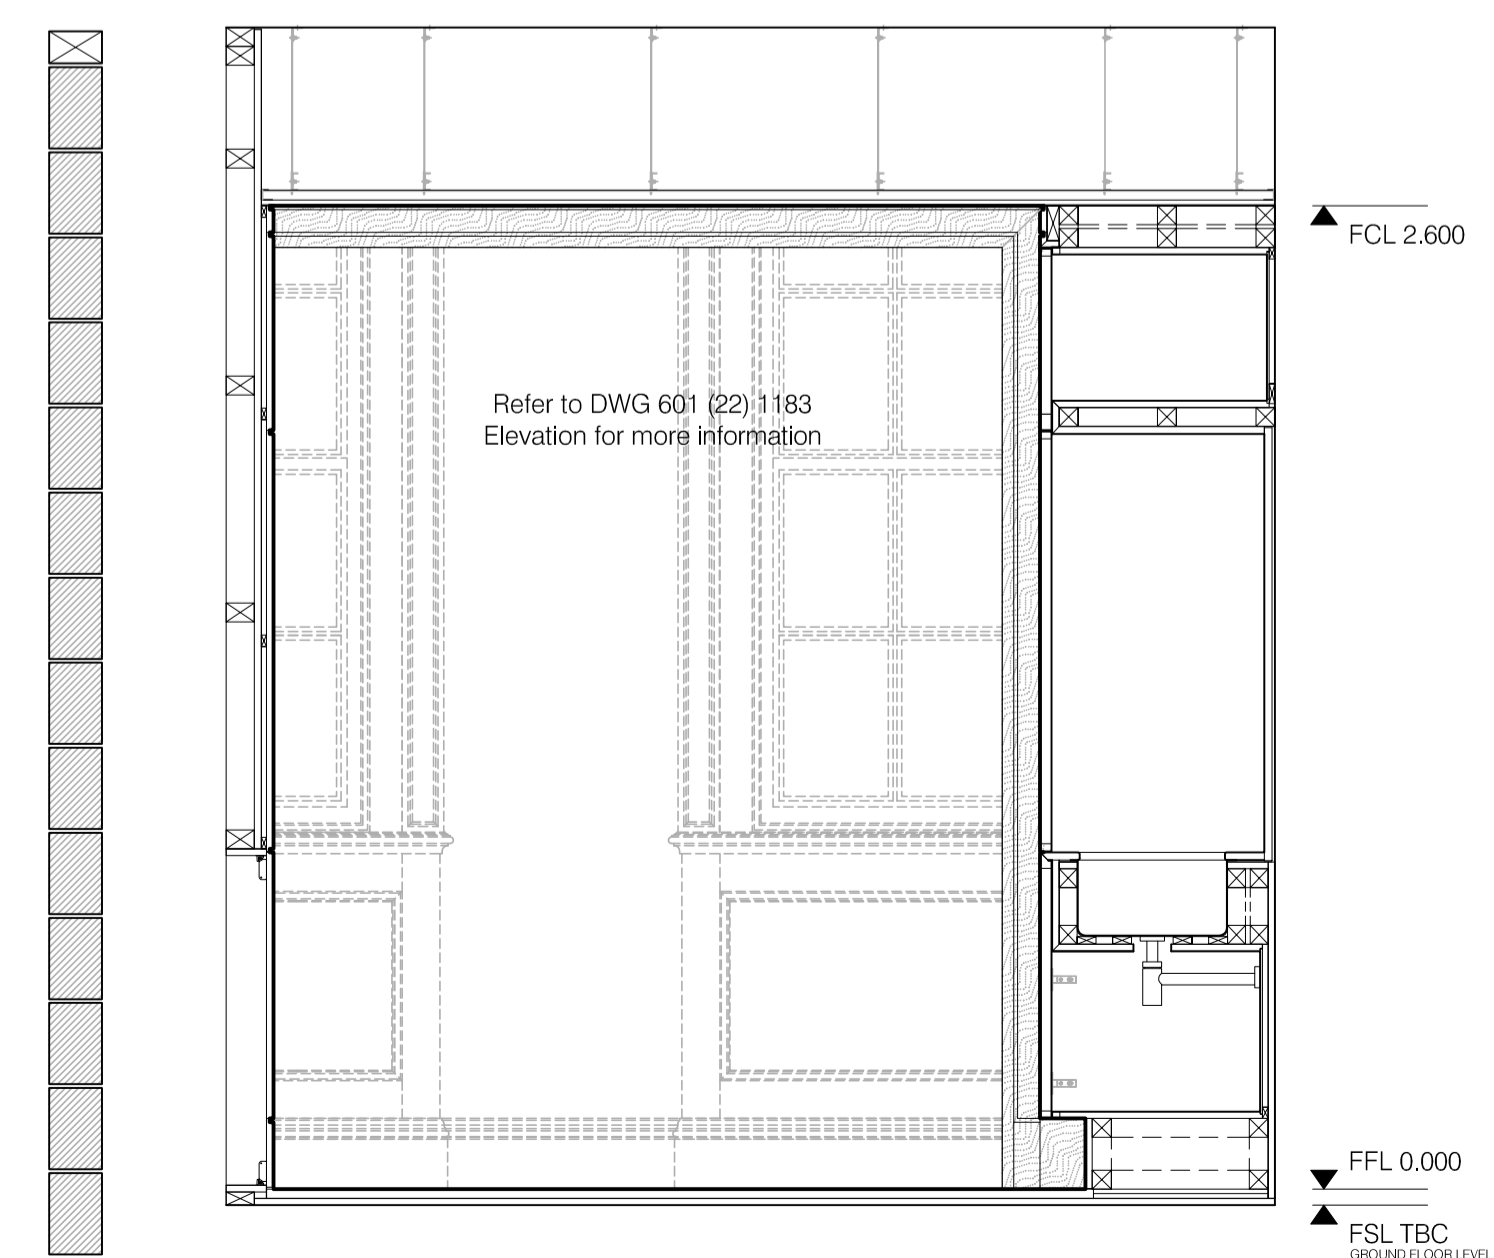 FCL 2.600
Refer to DWG 601 (22) 1183
Elevation for more information
FFL 0.000
FSL TBC
GROUND FLOOR LEVEL